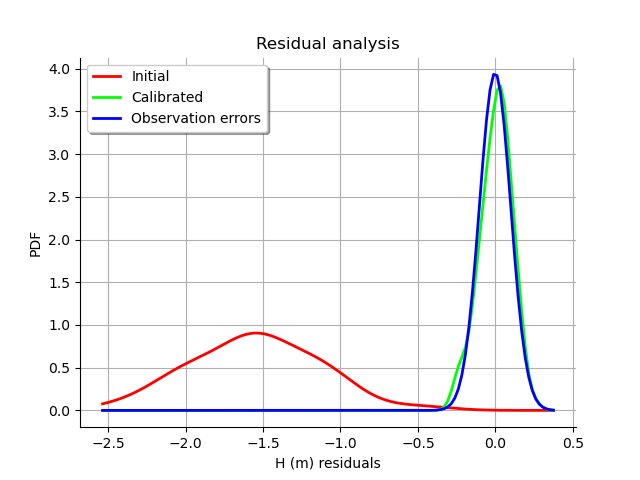 Residual analysis
Initial
Calibrated
Observation errors
4.0
3.5
3.0
2.5
2.0
1.5
1.0
0.5
0.0
PDF
−2.5 −2.0 −1.5 −1.0 −0.5 0.0 0.5
H (m) residuals